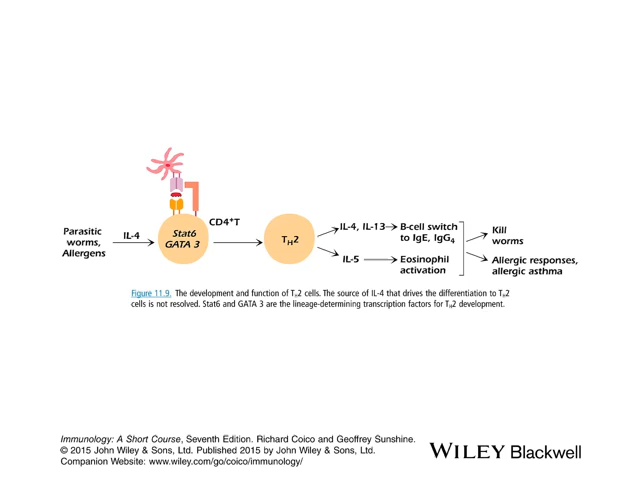 Parasitic
worms,
Allergens
IL-4
Stat6
GATA 3
CD4⁺T
T_H2
IL-4, IL-13
B-cell switch
to IgE, IgG₄
IL-5
Eosinophil
activation
Kill
worms
Allergic responses,
allergic asthma
Figure 11.9. The development and function of T_H2 cells. The source of IL-4 that drives the differentiation to T_H2
cells is not resolved. Stat6 and GATA 3 are the lineage-determining transcription factors for T_H2 development.
Immunology: A Short Course, Seventh Edition. Richard Coico and Geoffrey Sunshine.
© 2015 John Wiley & Sons, Ltd. Published 2015 by John Wiley & Sons, Ltd.
Companion Website: www.wiley.com/go/coico/immunology/
WILEY Blackwell